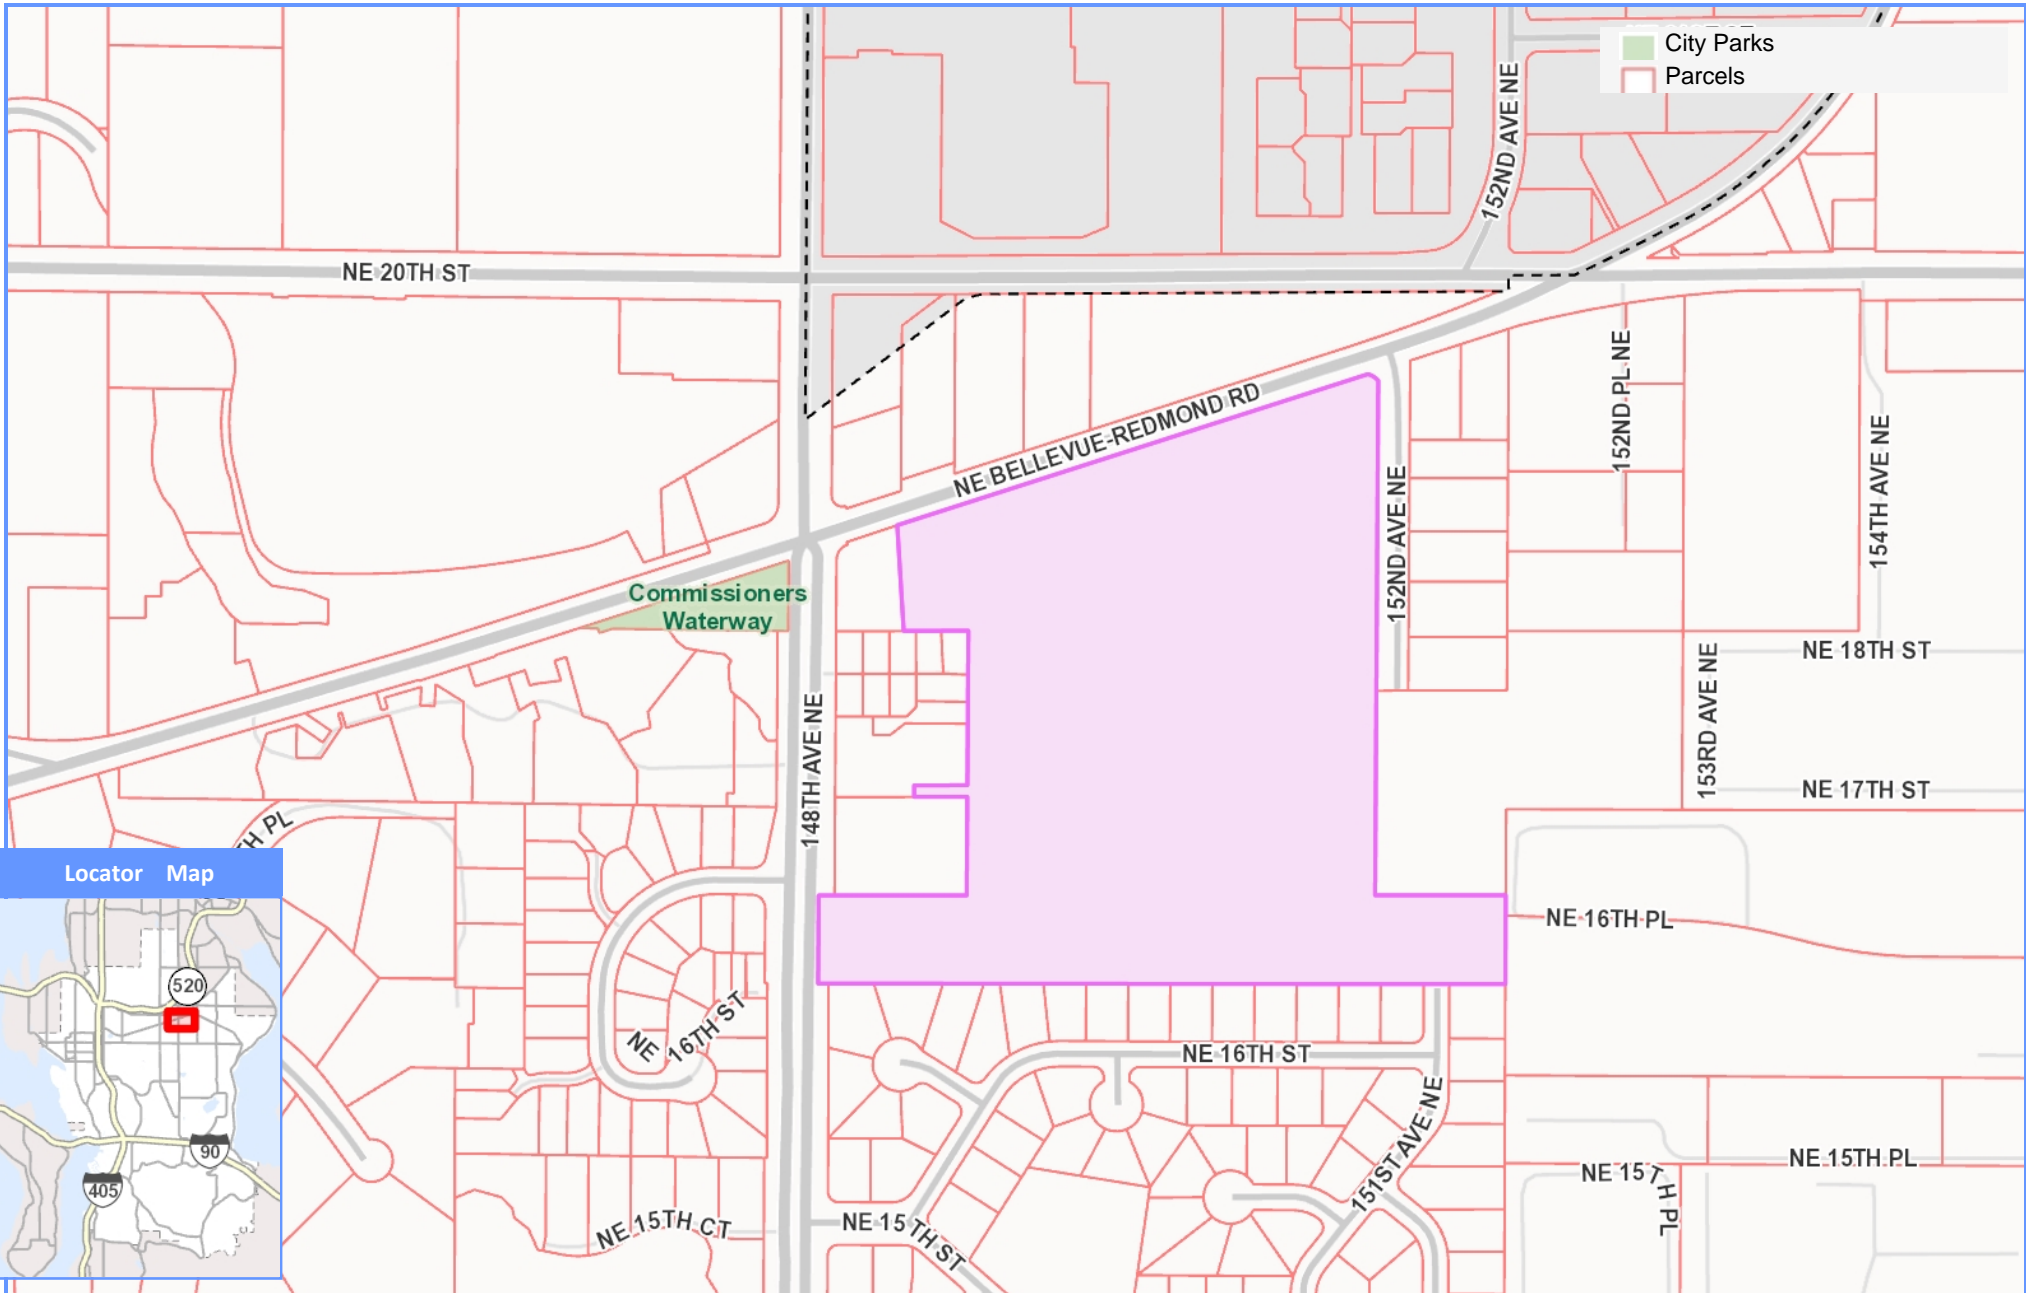 City Parks
Parcels
152ND AVE NE
NE 20TH ST
NE BELLEVUE-REDMOND RD
152ND PL NE
154TH AVE NE
152ND AVE NE
Commissioners
Waterway
148TH AVE NE
153RD AVE NE
NE 18TH ST
NE 17TH ST
TH PL
Locator Map
NE 16TH PL
520
NE 16TH ST
NE 16TH ST
151ST AVE NE
90
405
NE 15TH PL
NE 15TH PL
NE 15TH CT
NE 15TH ST